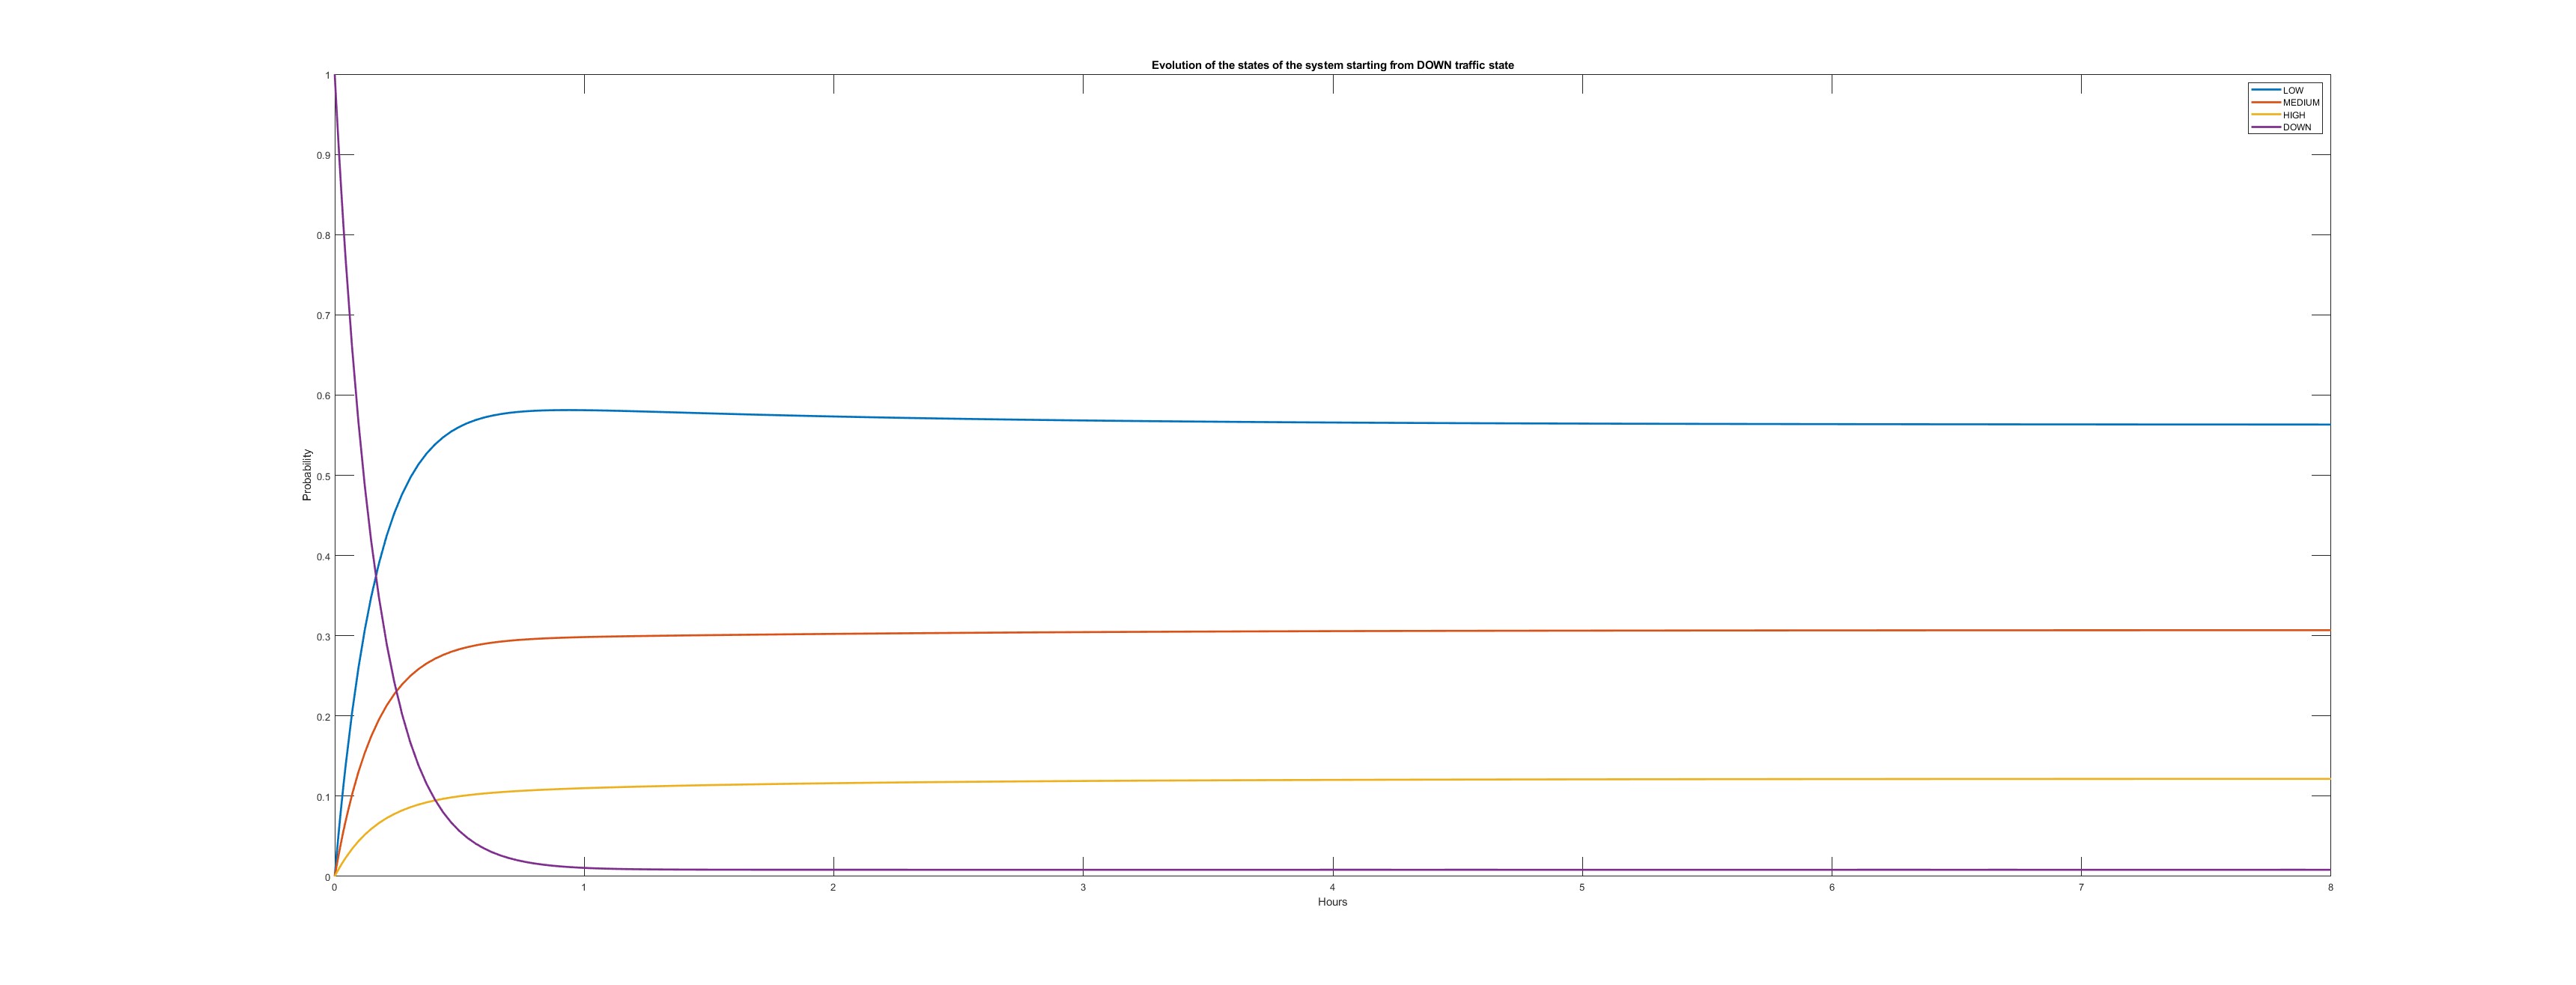 Evolution of the states of the system starting from DOWN traffic state
1
0.9
0.8
0.7
0.6
0.5
0.4
0.3
0.2
0.1
0
Probability
LOW
MEDIUM
HIGH
DOWN
0 1 2 3 4 5 6 7 8
Hours